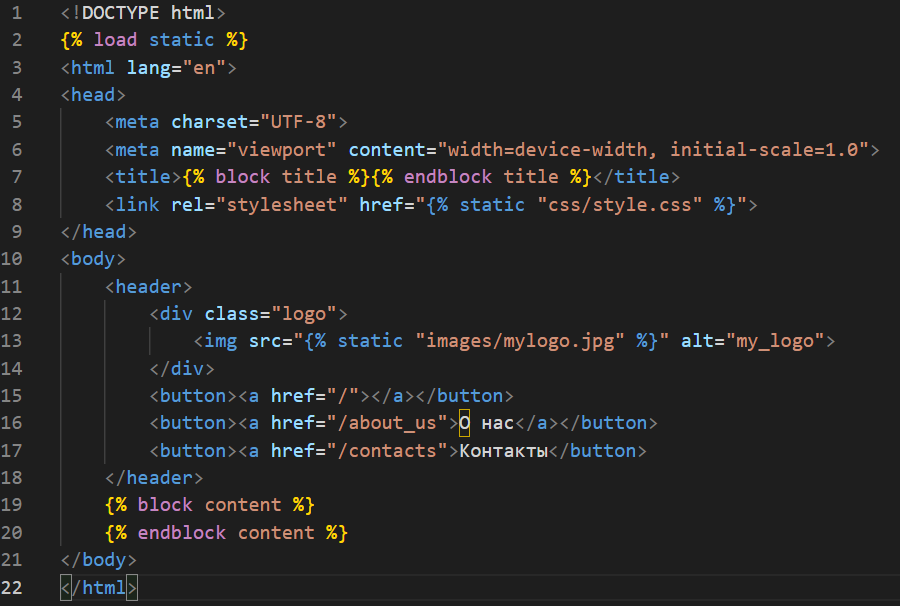 1 <!DOCTYPE html>
2 {% load static %}
3 <html lang="en">
4 <head>
5     <meta charset="UTF-8">
6     <meta name="viewport" content="width=device-width, initial-scale=1.0">
7     <title>{% block title %}{% endblock title %}</title>
8     <link rel="stylesheet" href="{% static "css/style.css" %}">
9 </head>
10 <body>
11     <header>
12         <div class="logo">
13             <img src="{% static "images/mylogo.jpg" %}" alt="my_logo">
14         </div>
15         <button><a href="/"></a></button>
16         <button><a href="/about_us">О нас</a></button>
17         <button><a href="/contacts">Контакты</button>
18     </header>
19     {% block content %}
20     {% endblock content %}
21 </body>
22 </html>